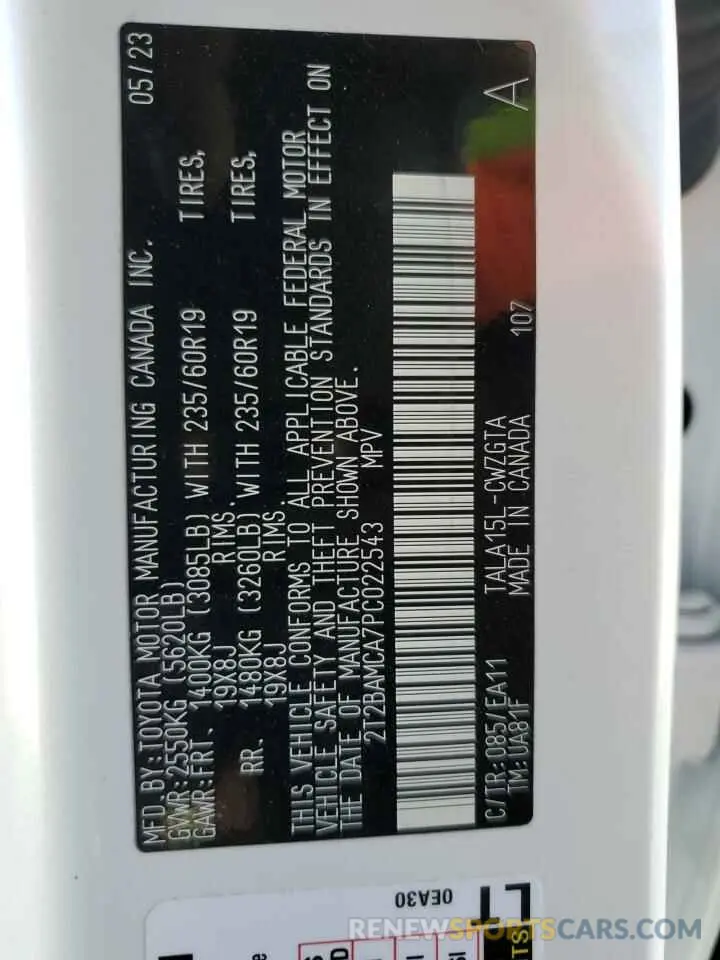 MFD.BY:TOYOTA MOTOR MANUFACTURING CANADA INC. 05/23
GVWR:2550KG (5620LB)
GAWR:FRT. 1400KG (3085LB) WITH 235/60R19 TIRES,
19X8J RIMS.
RR. 1480KG (3260LB) WITH 235/60R19 TIRES,
19X8J RIMS.
THIS VEHICLE CONFORMS TO ALL APPLICABLE FEDERAL MOTOR
VEHICLE SAFETY AND THEFT PREVENTION STANDARDS IN EFFECT ON
THE DATE OF MANUFACTURE SHOWN ABOVE.
2T2BAMCA7PC022543 MPV
C/TR:085/EA11 TALA15L-CWZGTA 107 A
TM:UA81F MADE IN CANADA
0EA30
LT
TS
RENEWSPORTSCARS.COM